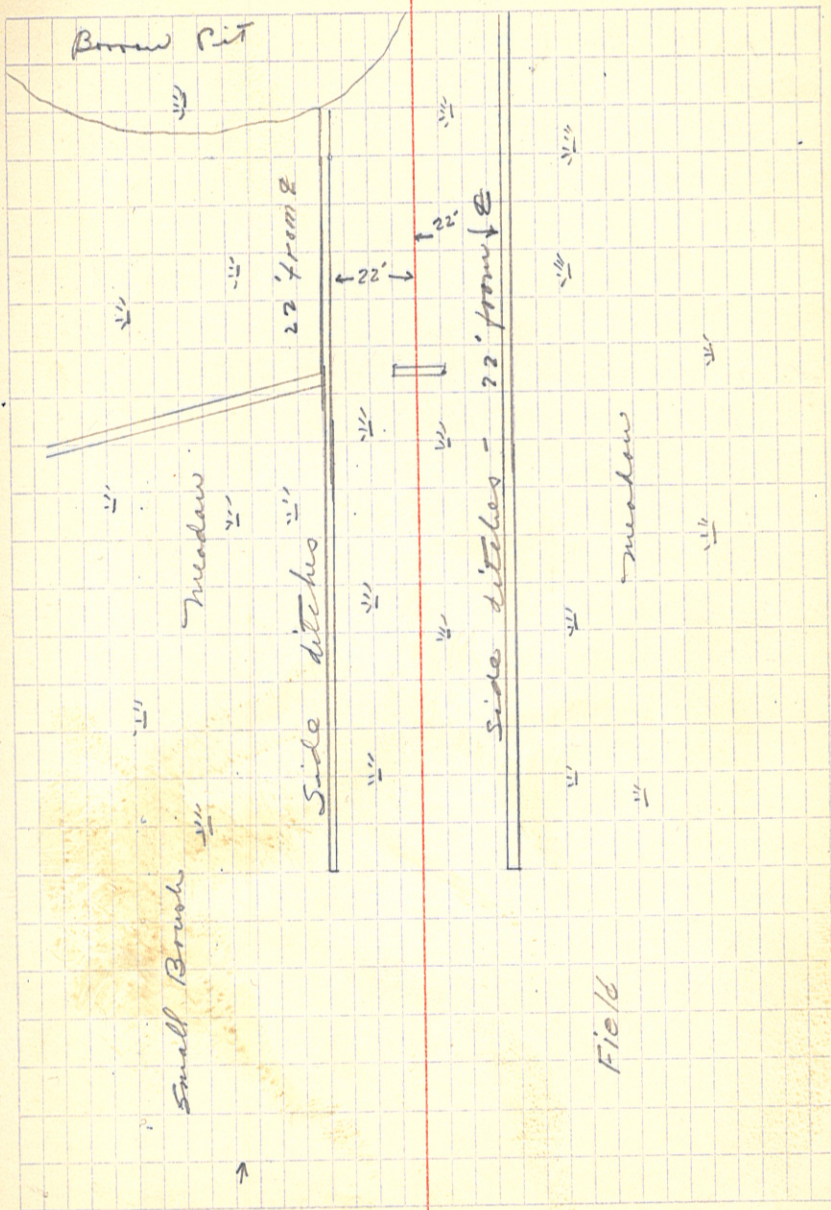 Borrow Pit
22' from ℄
22'
22'
Side ditches - 22' from ℄
Side ditches
meadow
meadow
Small Brush
Field